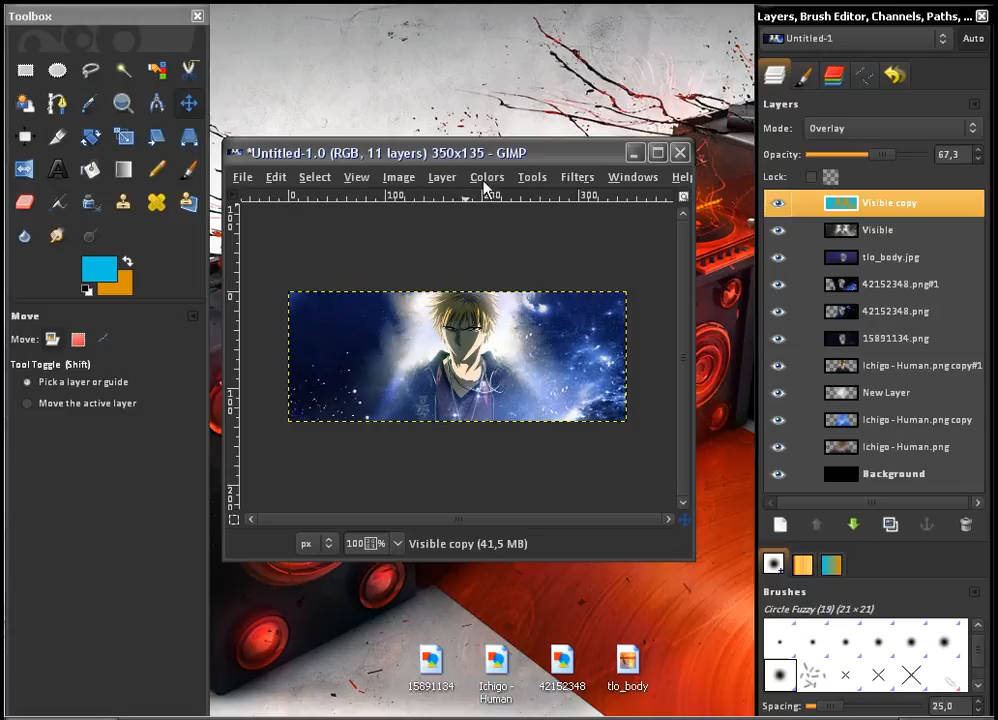 Toolbox
Move
Move:
Tool Toggle (Shift)
Pick a layer or guide
Move the active layer
*Untitled-1.0 (RGB, 11 layers) 350x135 - GIMP
File Edit Select View Image Layer Colors Tools Filters Windows Help
0 100 200 300
px 100 % Visible copy (41,5 MB)
15891134
Ichigo -
Human
42152348
tlo_body
Layers, Brush Editor, Channels, Paths, ...
Untitled-1
Auto
Layers
Mode: Overlay
Opacity: 67,3
Lock:
Visible copy
Visible
tlo_body.jpg
42152348.png#1
42152348.png
15891134.png
Ichigo - Human.png copy#1
New Layer
Ichigo - Human.png copy
Ichigo - Human.png
Background
Brushes
Circle Fuzzy (19) (21 × 21)
Spacing: 25,0